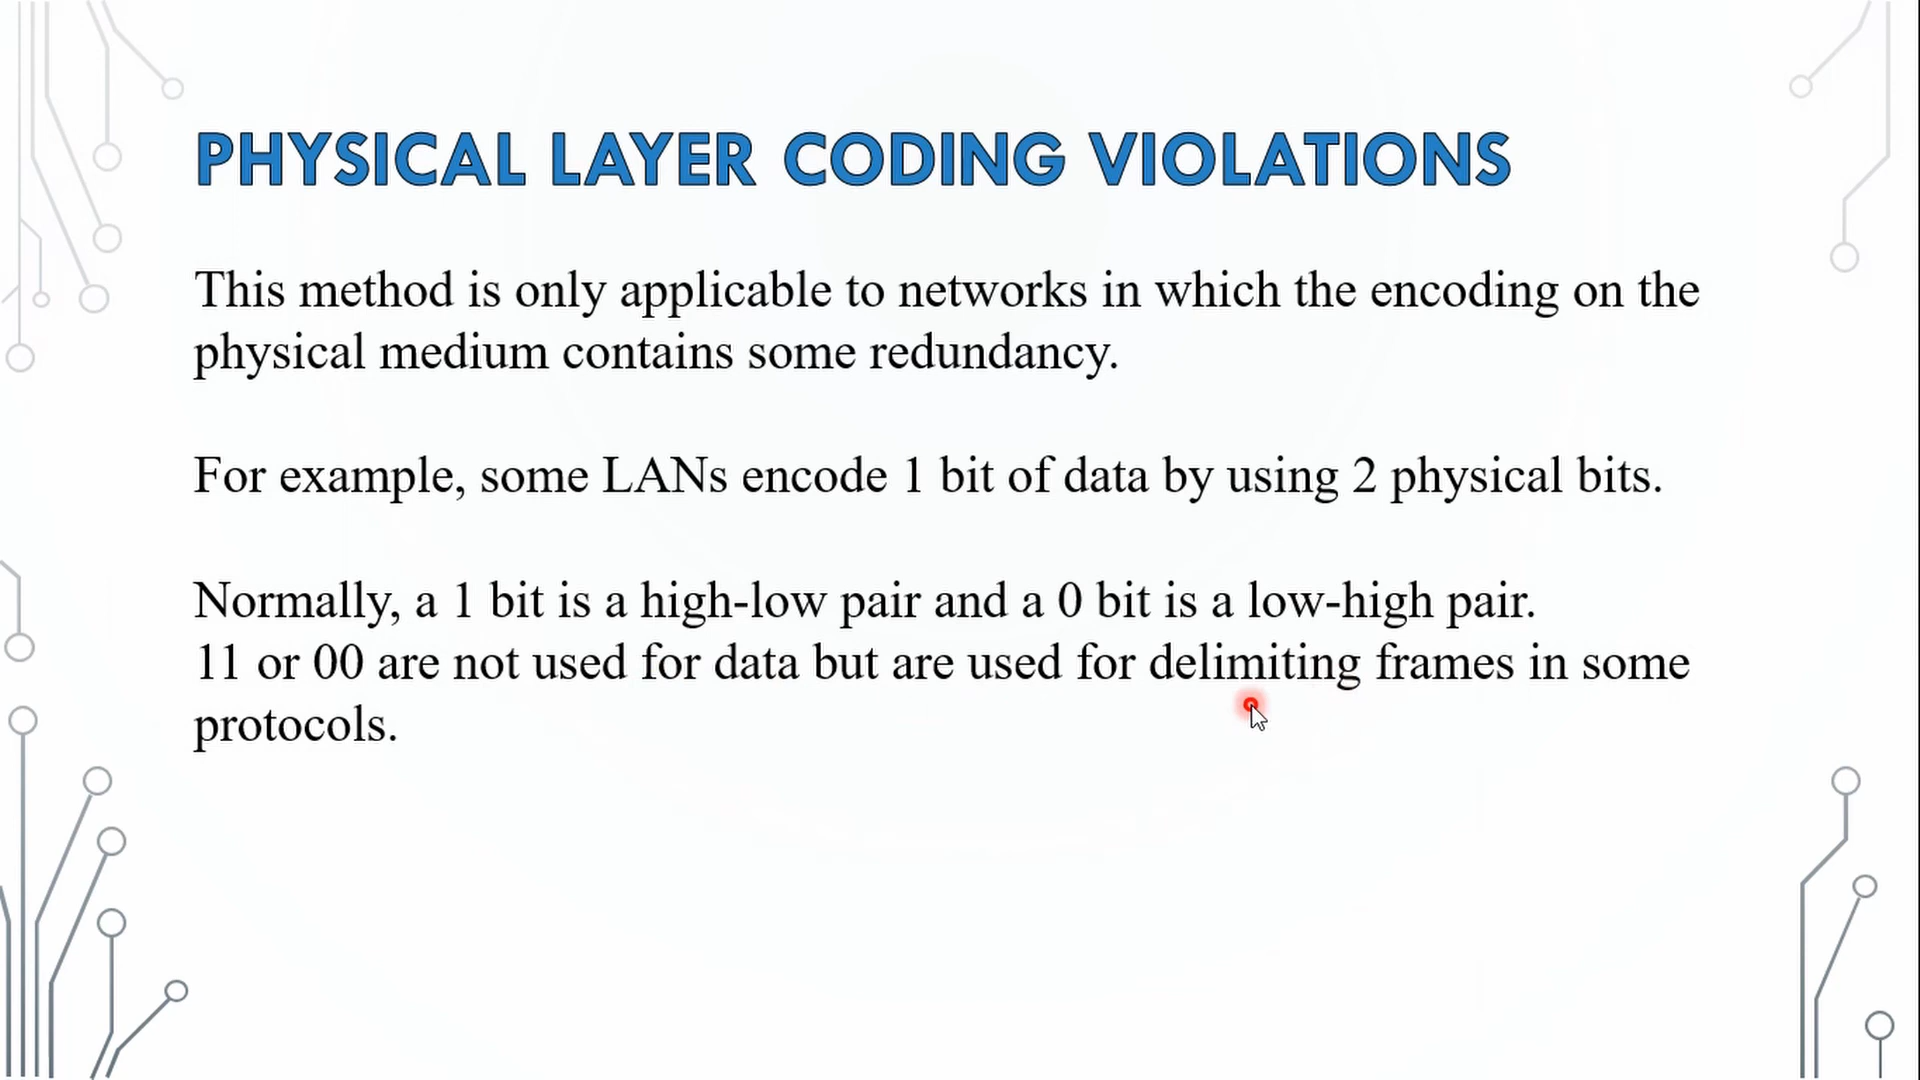 PHYSICAL LAYER CODING VIOLATIONS
This method is only applicable to networks in which the encoding on the
physical medium contains some redundancy.
For example, some LANs encode 1 bit of data by using 2 physical bits.
Normally, a 1 bit is a high-low pair and a 0 bit is a low-high pair.
11 or 00 are not used for data but are used for delimiting frames in some
protocols.